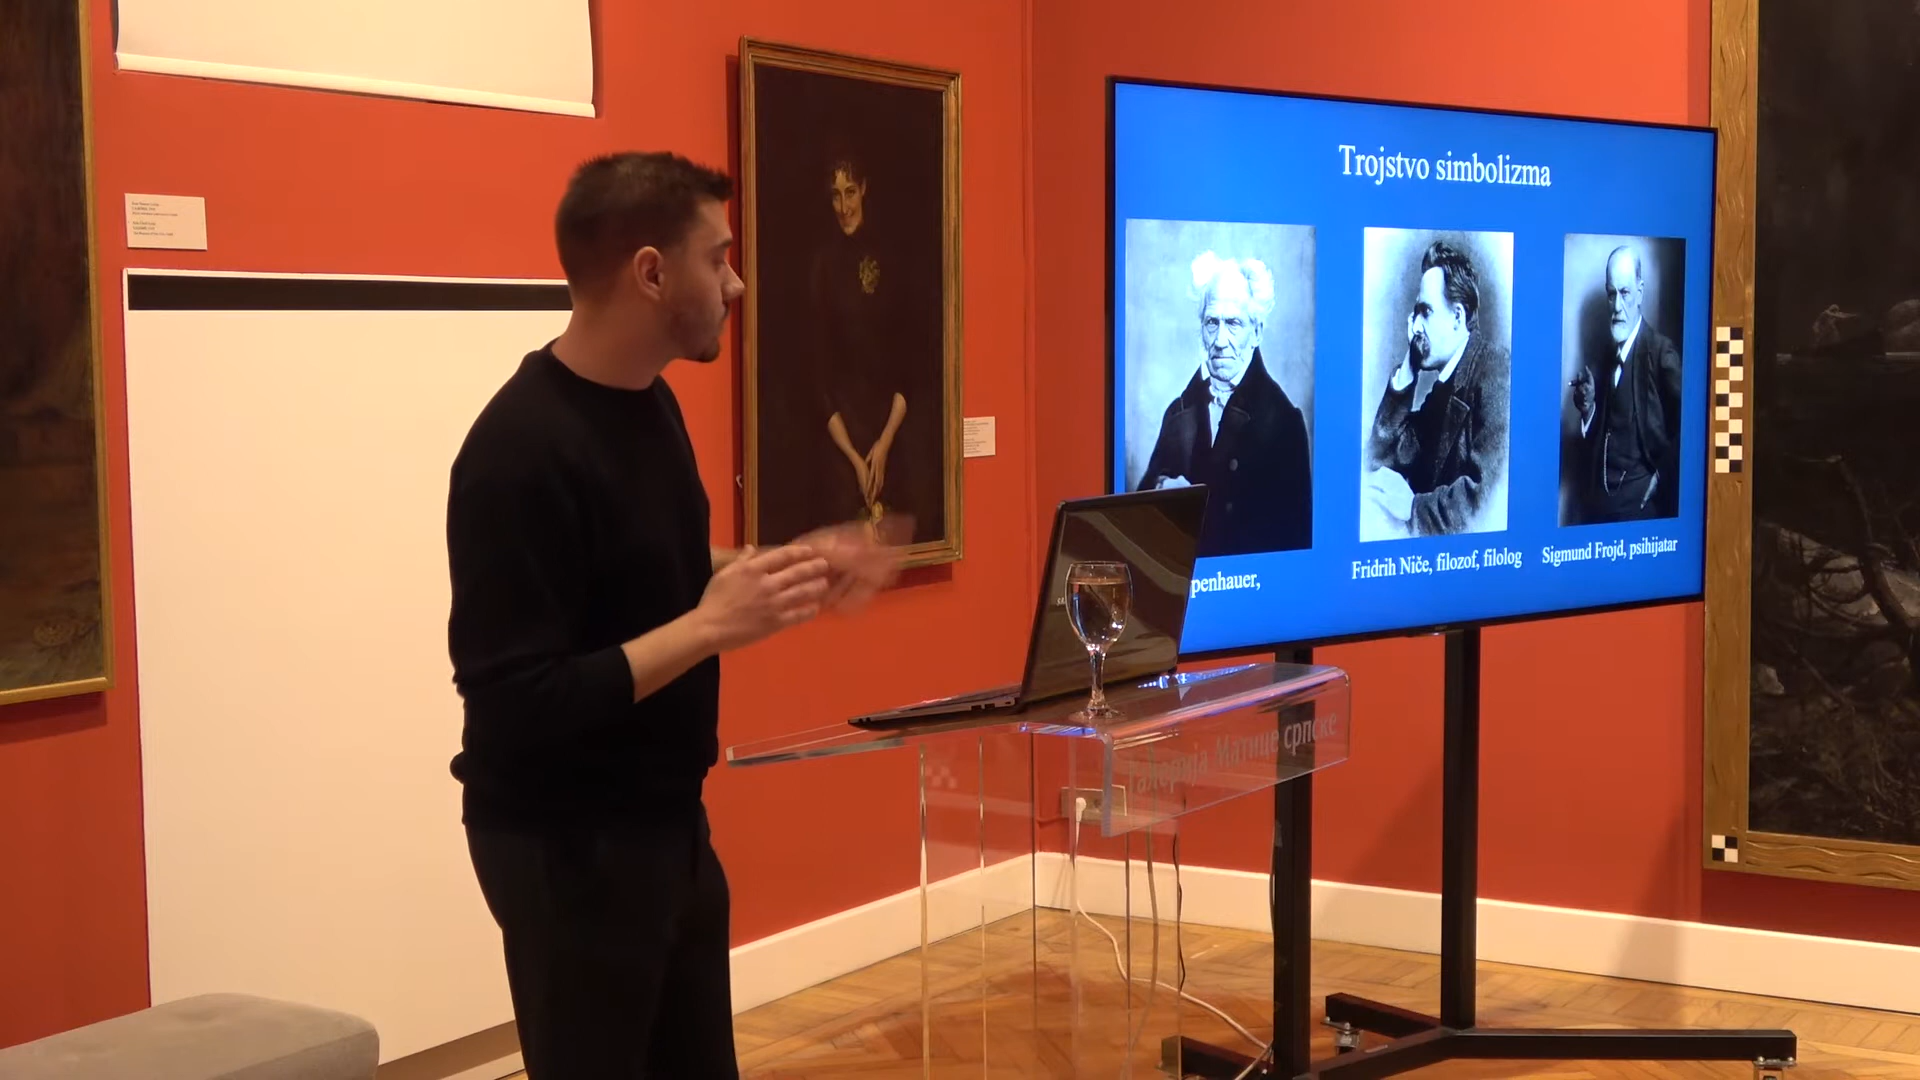 Trojstvo simbolizma
penhauer,
Fridrih Niče, filozof, filolog
Sigmund Frojd, psihijatar
Галерија Матице српске